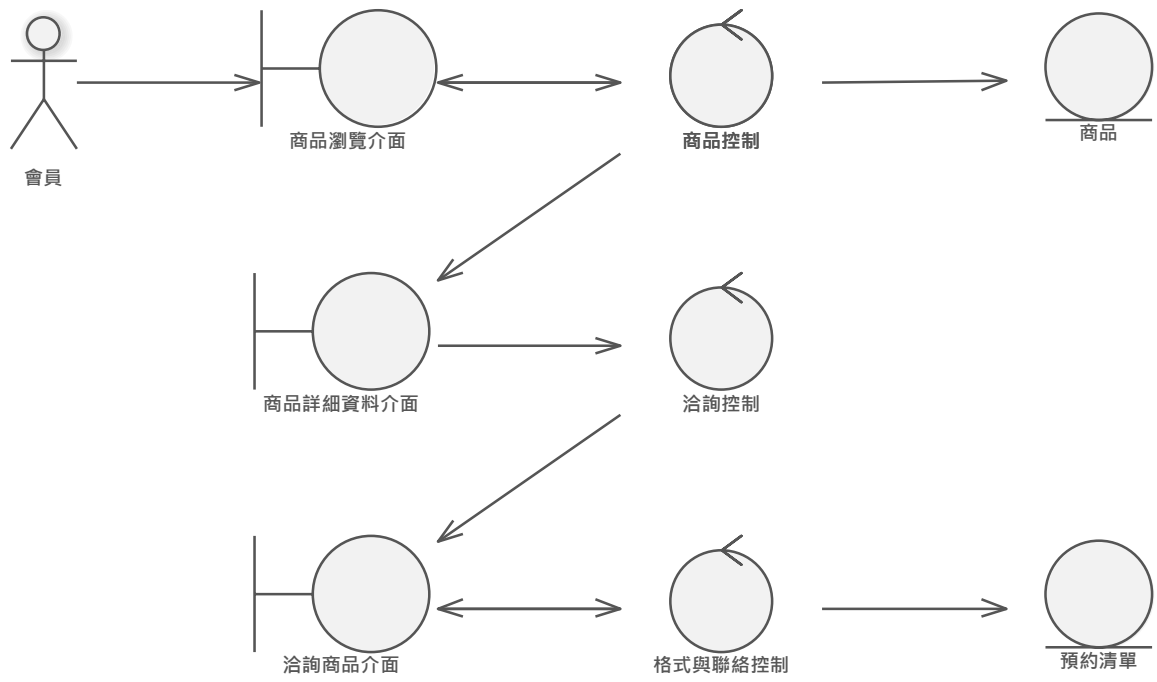 商品瀏覽介面
商品控制
商品
會員
商品詳細資料介面
洽詢控制
洽詢商品介面
格式與聯絡控制
預約清單